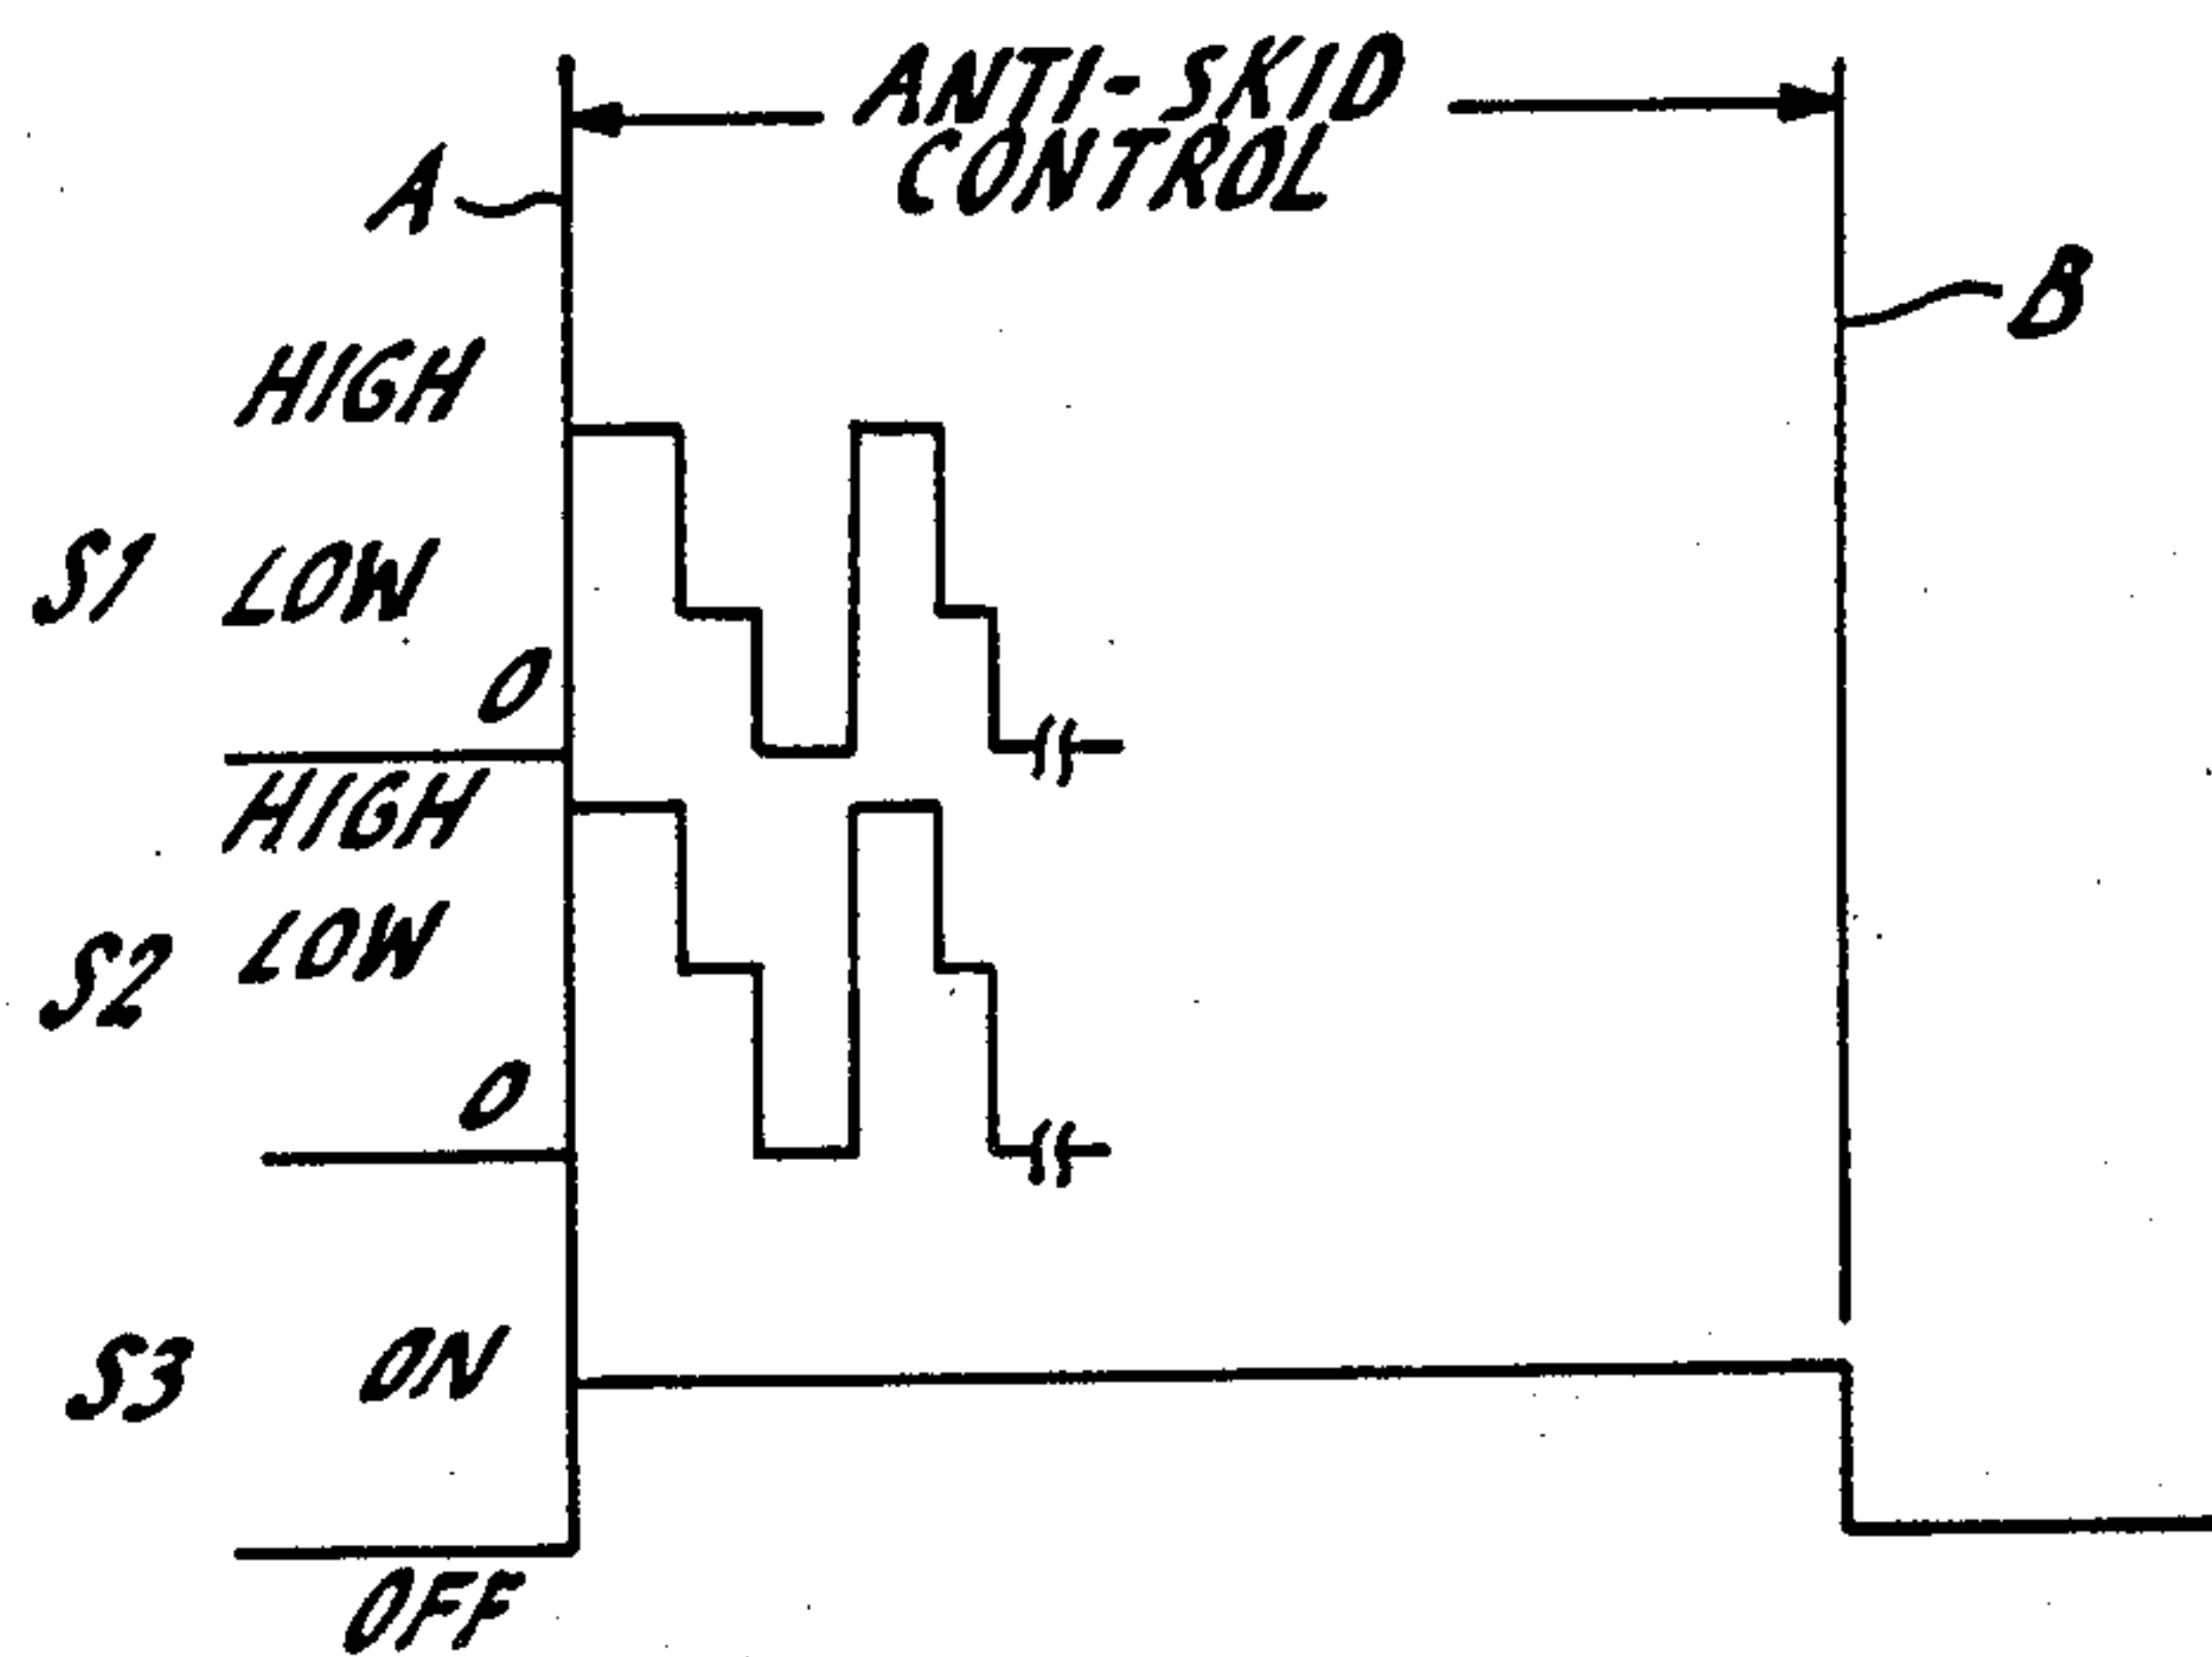 ANTI-SKID
CONTROL
A
B
HIGH
S1 LOW
0
HIGH
LOW
S2
0
S3 ON
OFF